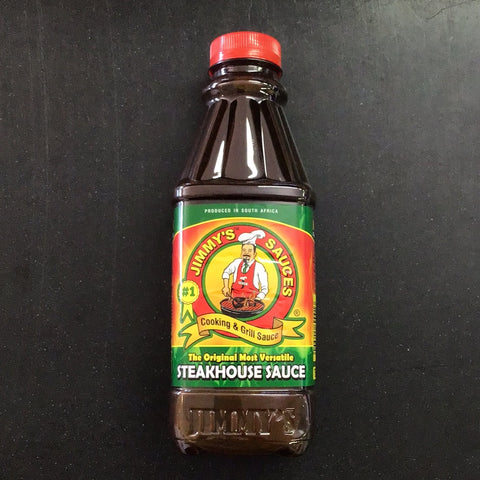 PRODUCED IN SOUTH AFRICA
JIMMY'S SAUCES
#1
Cooking & Grill Sauce
®
The Original Most Versatile
STEAKHOUSE SAUCE
JIMMY'S